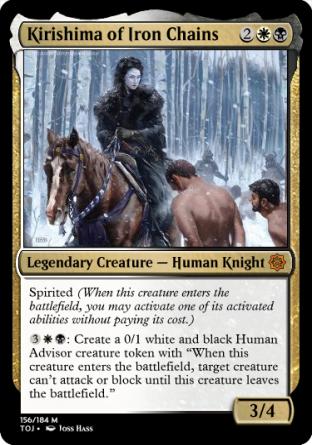 Kirishima of Iron Chains 2
Legendary Creature — Human Knight
Spirited (When this creature enters the
battlefield, you may activate one of its activated
abilities without paying its cost.)
3: Create a 0/1 white and black Human
Advisor creature token with “When this
creature enters the battlefield, target creature
can’t attack or block until this creature leaves
the battlefield.”
3/4
156/184 M
TOJ • Joss Hass